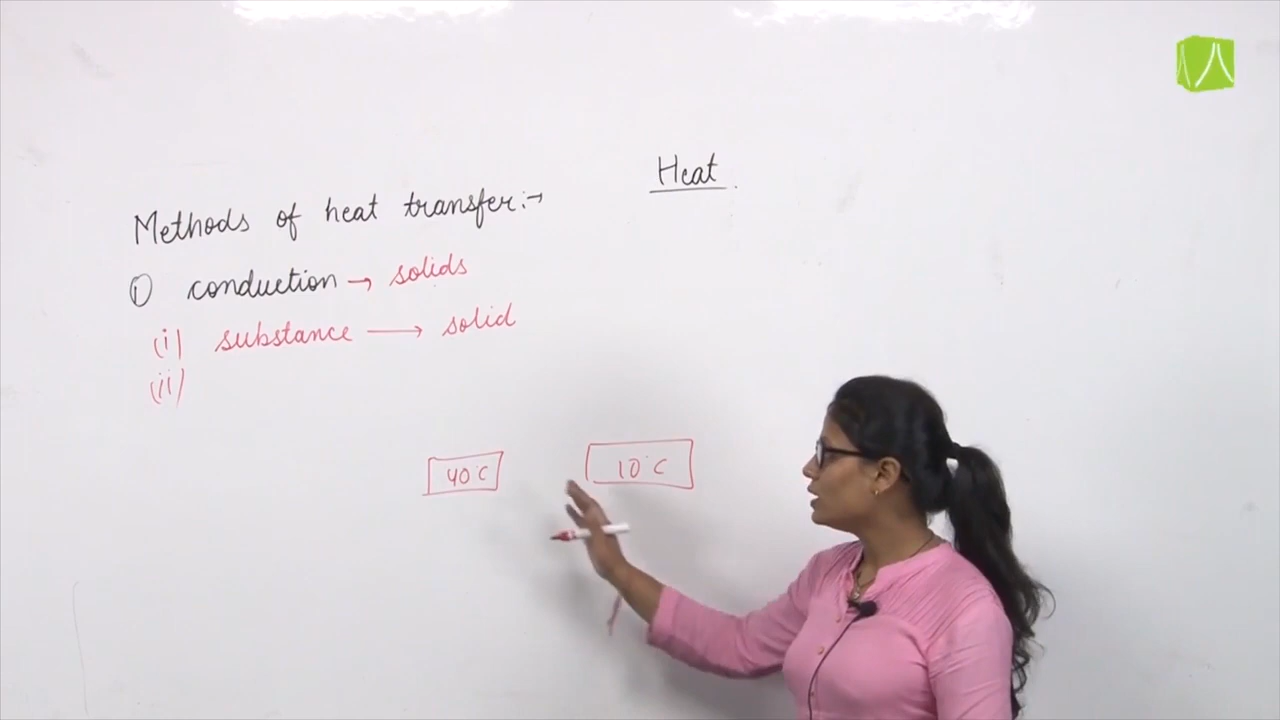 Heat
Methods of heat transfer:→
① conduction → solids
(i) substance → solid
(ii)
40°C
10°C